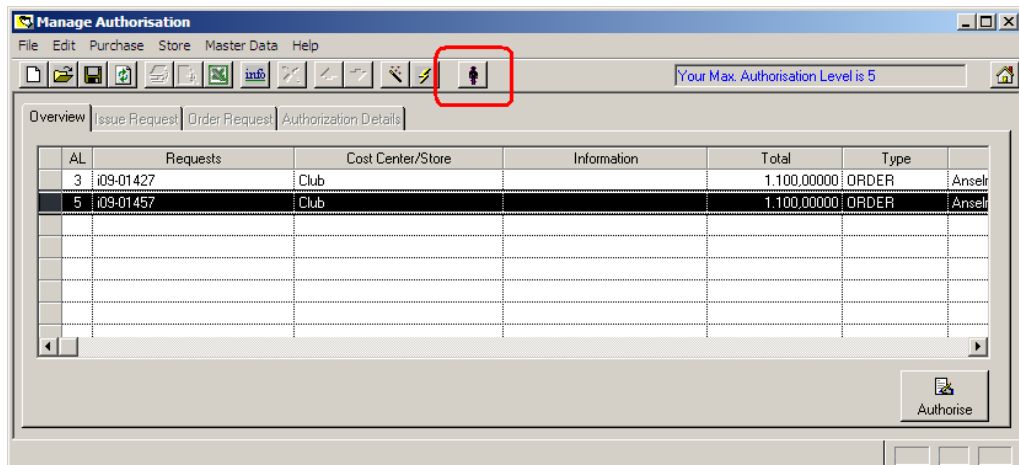 Manage Authorisation
File Edit Purchase Store Master Data Help
info Your Max. Authorisation Level is 5
Overview Issue Request Order Request Authorization Details
AL Requests Cost Center/Store Information Total Type
3 i09-01427 Club 1.100,00000 ORDER Anselr
5 i09-01457 Club 1.100,00000 ORDER Anselr
Authorise